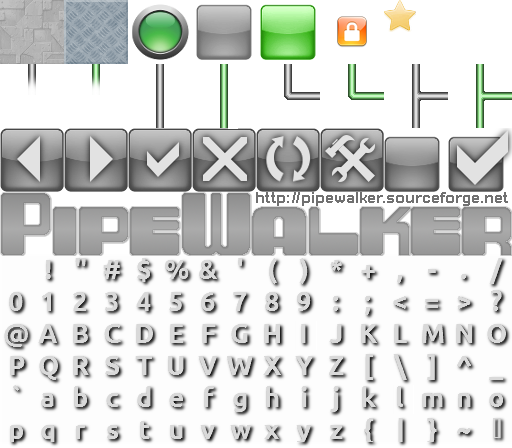 http://pipewalker.sourceforge.net
PIPEWALKER
! " # $ % & ' ( ) * + , - . /
0 1 2 3 4 5 6 7 8 9 : ; < = > ?
@ A B C D E F G H I J K L M N O
P Q R S T U V W X Y Z [ \ ] ^ _
` a b c d e f g h i j k l m n o
p q r s t u v w x y z { | } ~